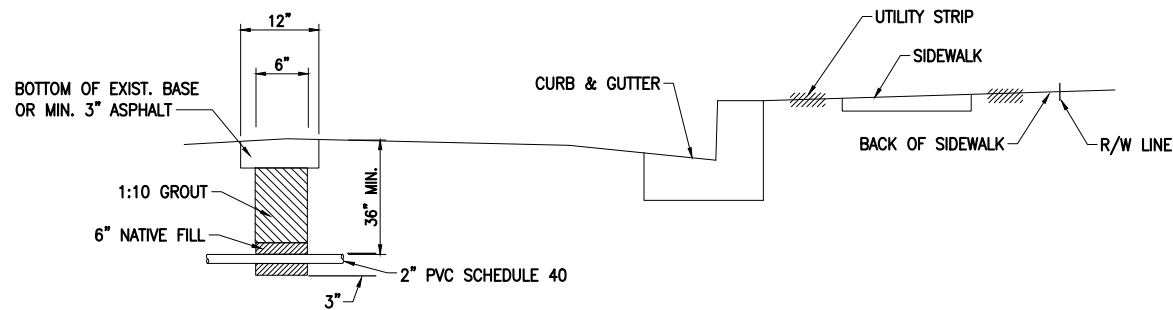 12"
6"
BOTTOM OF EXIST. BASE
OR MIN. 3" ASPHALT
1:10 GROUT
6" NATIVE FILL
36" MIN.
2" PVC SCHEDULE 40
3"
CURB & GUTTER
UTILITY STRIP
SIDEWALK
BACK OF SIDEWALK
R/W LINE